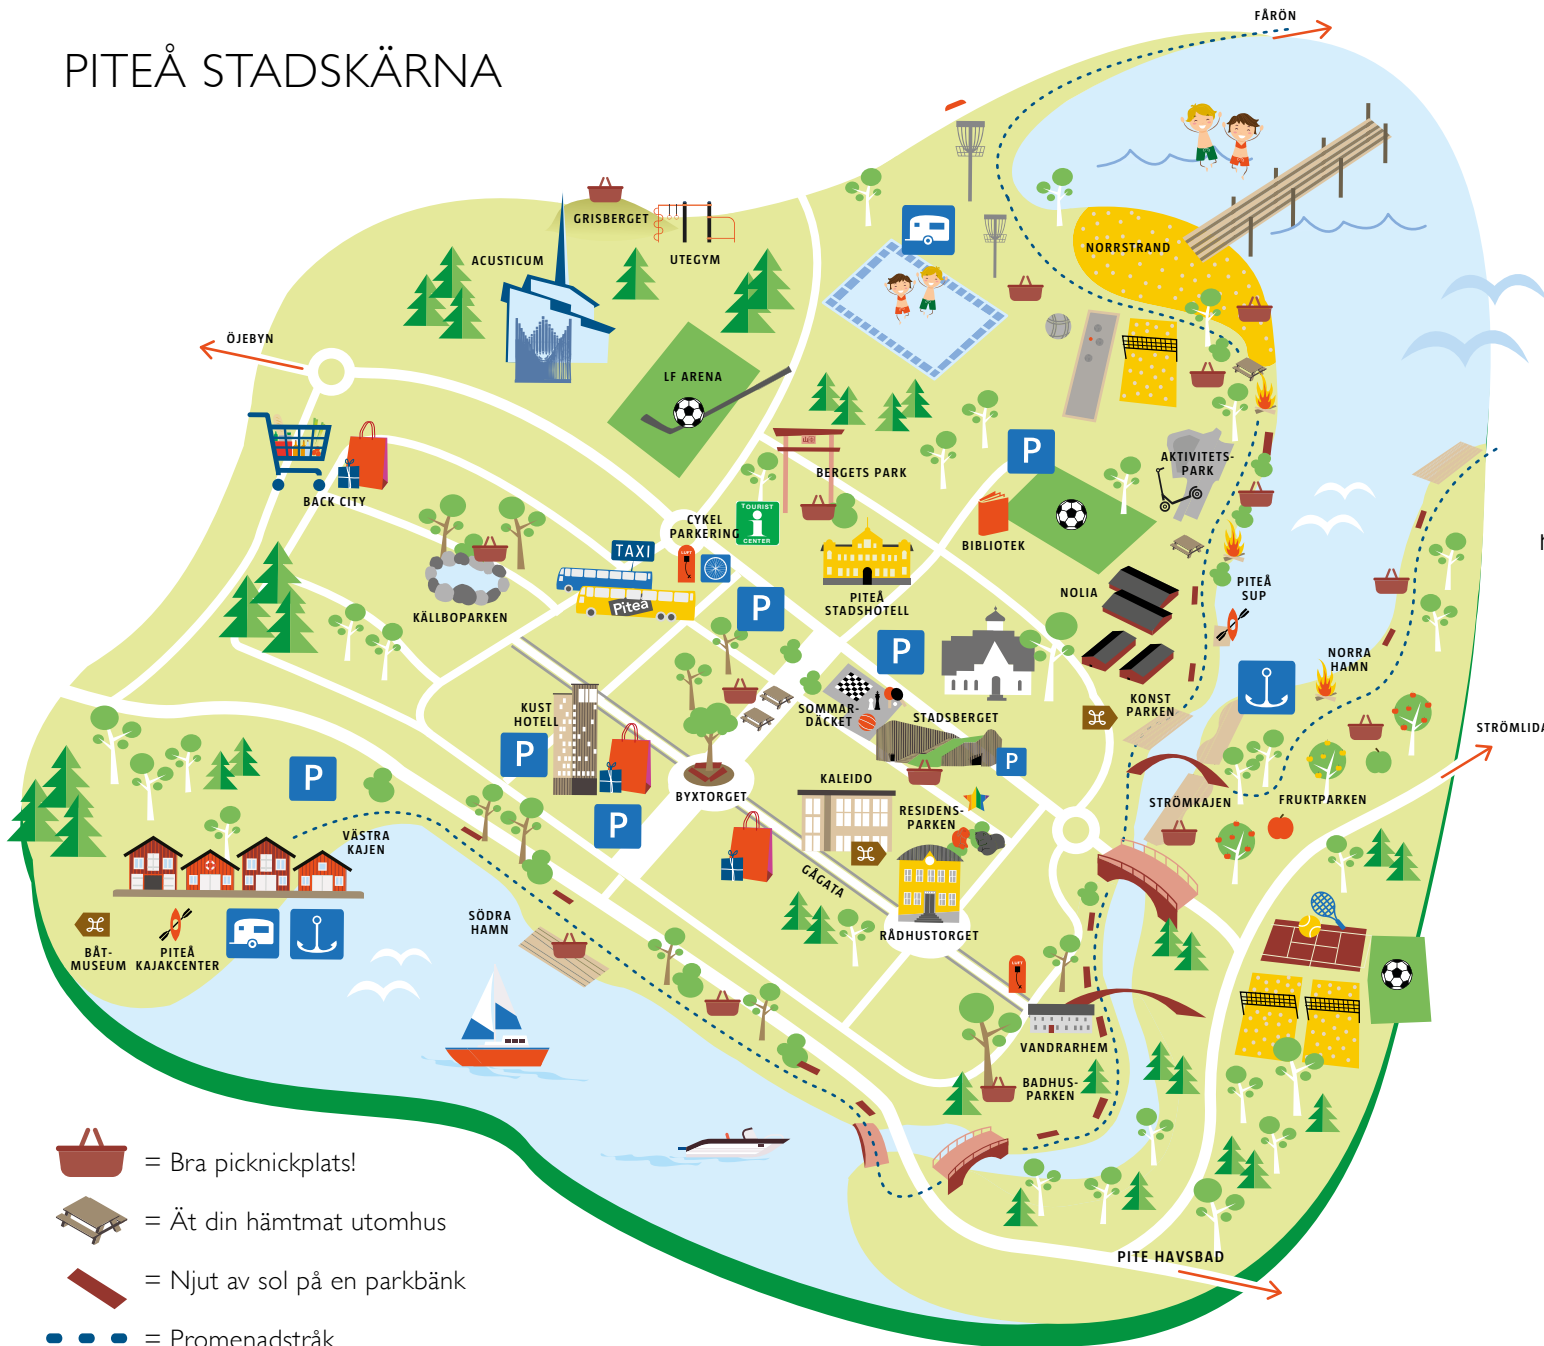 PITEÅ STADSKÄRNA
FÅRÖN
GRISBERGET
UTEGYM
ACUSTICUM
NORRSTRAND
ÖJEBYN
LF ARENA
BACK CITY
BERGETS PARK
AKTIVITETS-
PARK
P
TOURIST
i
CENTER
CYKEL
PARKERING
LUFT
TAXI
Piteå
BIBLIOTEK
KÄLLBOPARKEN
P
PITEÅ
STADSHOTELL
NOLIA
PITEÅ
SUP
P
NORRA
HAMN
KONST
PARKEN
KUST
HOTELL
SOMMAR-
DÄCKET
STADSBERGET
STRÖMLIDA
P
P
P
BYXTORGET
KALEIDO
RESIDENS-
PARKEN
STRÖMKAJEN
FRUKTPARKEN
P
VÄSTRA
KAJEN
GÅGATA
SÖDRA
HAMN
RÅDHUSTORGET
BÅT-
MUSEUM
PITEÅ
KAJAKCENTER
LUFT
VANDRARHEM
BADHUS-
PARKEN
PITE HAVSBAD
= Bra picknickplats!
= Ät din hämtmat utomhus
= Njut av sol på en parkbänk
= Promenadstråk